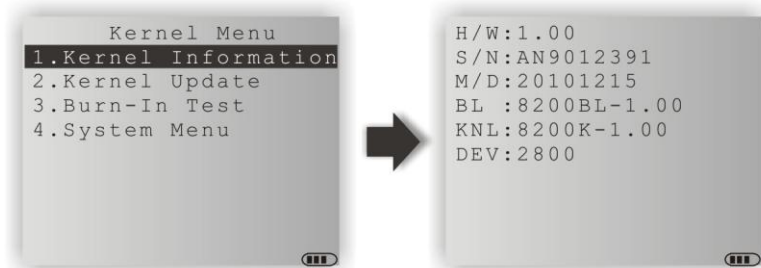 Kernel Menu
1.Kernel Information
2.Kernel Update
3.Burn-In Test
4.System Menu
H/W:1.00
S/N:AN9012391
M/D:20101215
BL :8200BL-1.00
KNL:8200K-1.00
DEV:2800